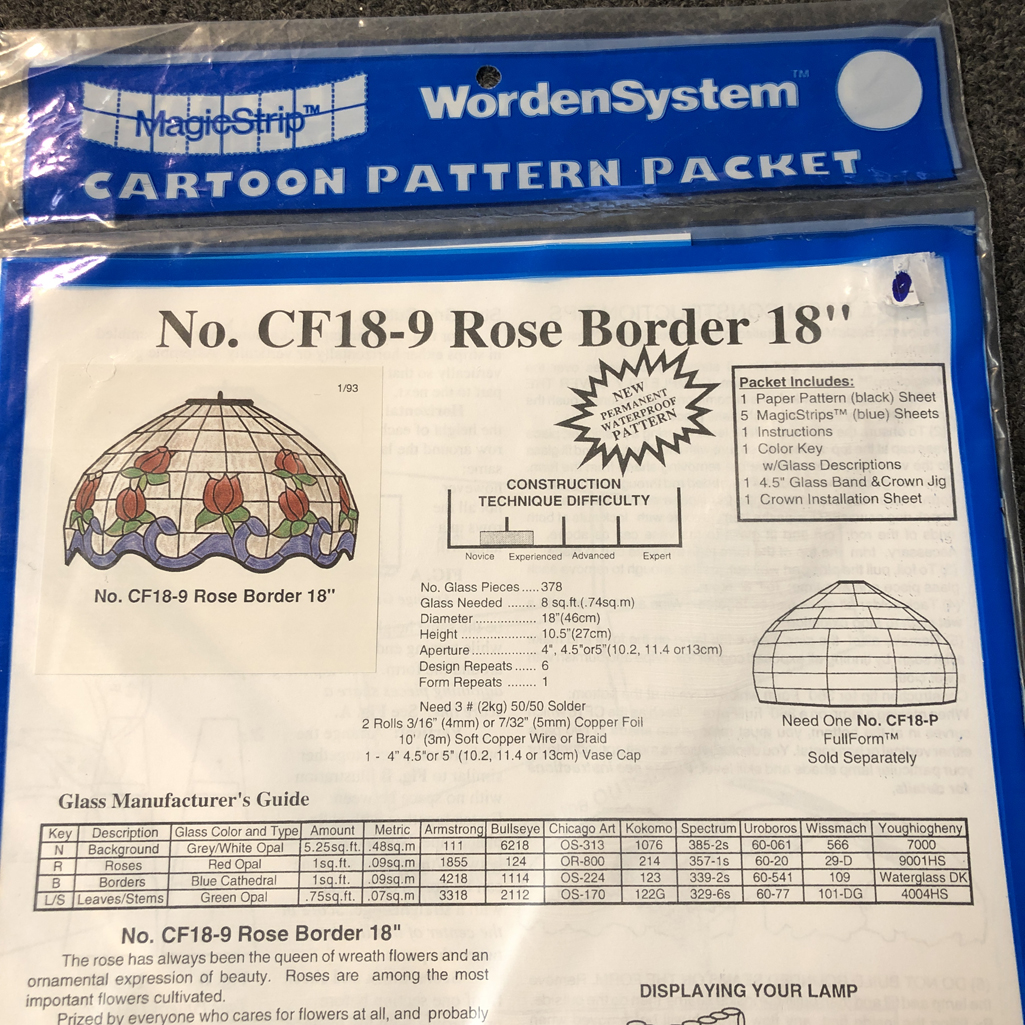 MagicStrip™
WordenSystem™
CARTOON PATTERN PACKET
No. CF18-9 Rose Border 18"
1/93
No. CF18-9 Rose Border 18"
NEW
PERMANENT
WATERPROOF
PATTERN
Packet Includes:
1 Paper Pattern (black) Sheet
5 MagicStrips™ (blue) Sheets
1 Instructions
1 Color Key
w/Glass Descriptions
1 4.5" Glass Band &Crown Jig
1 Crown Installation Sheet
CONSTRUCTION
TECHNIQUE DIFFICULTY
Novice Experienced Advanced Expert
No. Glass Pieces ..... 378
Glass Needed ........ 8 sq.ft.(.74sq.m)
Diameter ................. 18"(46cm)
Height ..................... 10.5"(27cm)
Aperture .................. 4", 4.5"or5"(10.2, 11.4 or13cm)
Design Repeats ...... 6
Form Repeats ........ 1
Need 3 # (2kg) 50/50 Solder
2 Rolls 3/16" (4mm) or 7/32" (5mm) Copper Foil
10' (3m) Soft Copper Wire or Braid
1 - 4" 4.5"or 5" (10.2, 11.4 or 13cm) Vase Cap
Need One No. CF18-P
FullForm™
Sold Separately
Glass Manufacturer's Guide
Key Description Glass Color and Type Amount Metric Armstrong Bullseye Chicago Art Kokomo Spectrum Uroboros Wissmach Youghiogheny
N Background Grey/White Opal 5.25sq.ft. .48sq.m 111 6218 OS-313 1076 385-2s 60-061 566 7000
R Roses Red Opal 1sq.ft. .09sq.m 1855 124 OR-800 214 357-1s 60-20 29-D 9001HS
B Borders Blue Cathedral 1sq.ft. .09sq.m 4218 1114 OS-224 123 339-2s 60-541 109 Waterglass DK
L/S Leaves/Stems Green Opal .75sq.ft. .07sq.m 3318 2112 OS-170 122G 329-6s 60-77 101-DG 4004HS
No. CF18-9 Rose Border 18"
The rose has always been the queen of wreath flowers and an
ornamental expression of beauty. Roses are among the most
important flowers cultivated.
Prized by everyone who cares for flowers at all, and probably
DISPLAYING YOUR LAMP